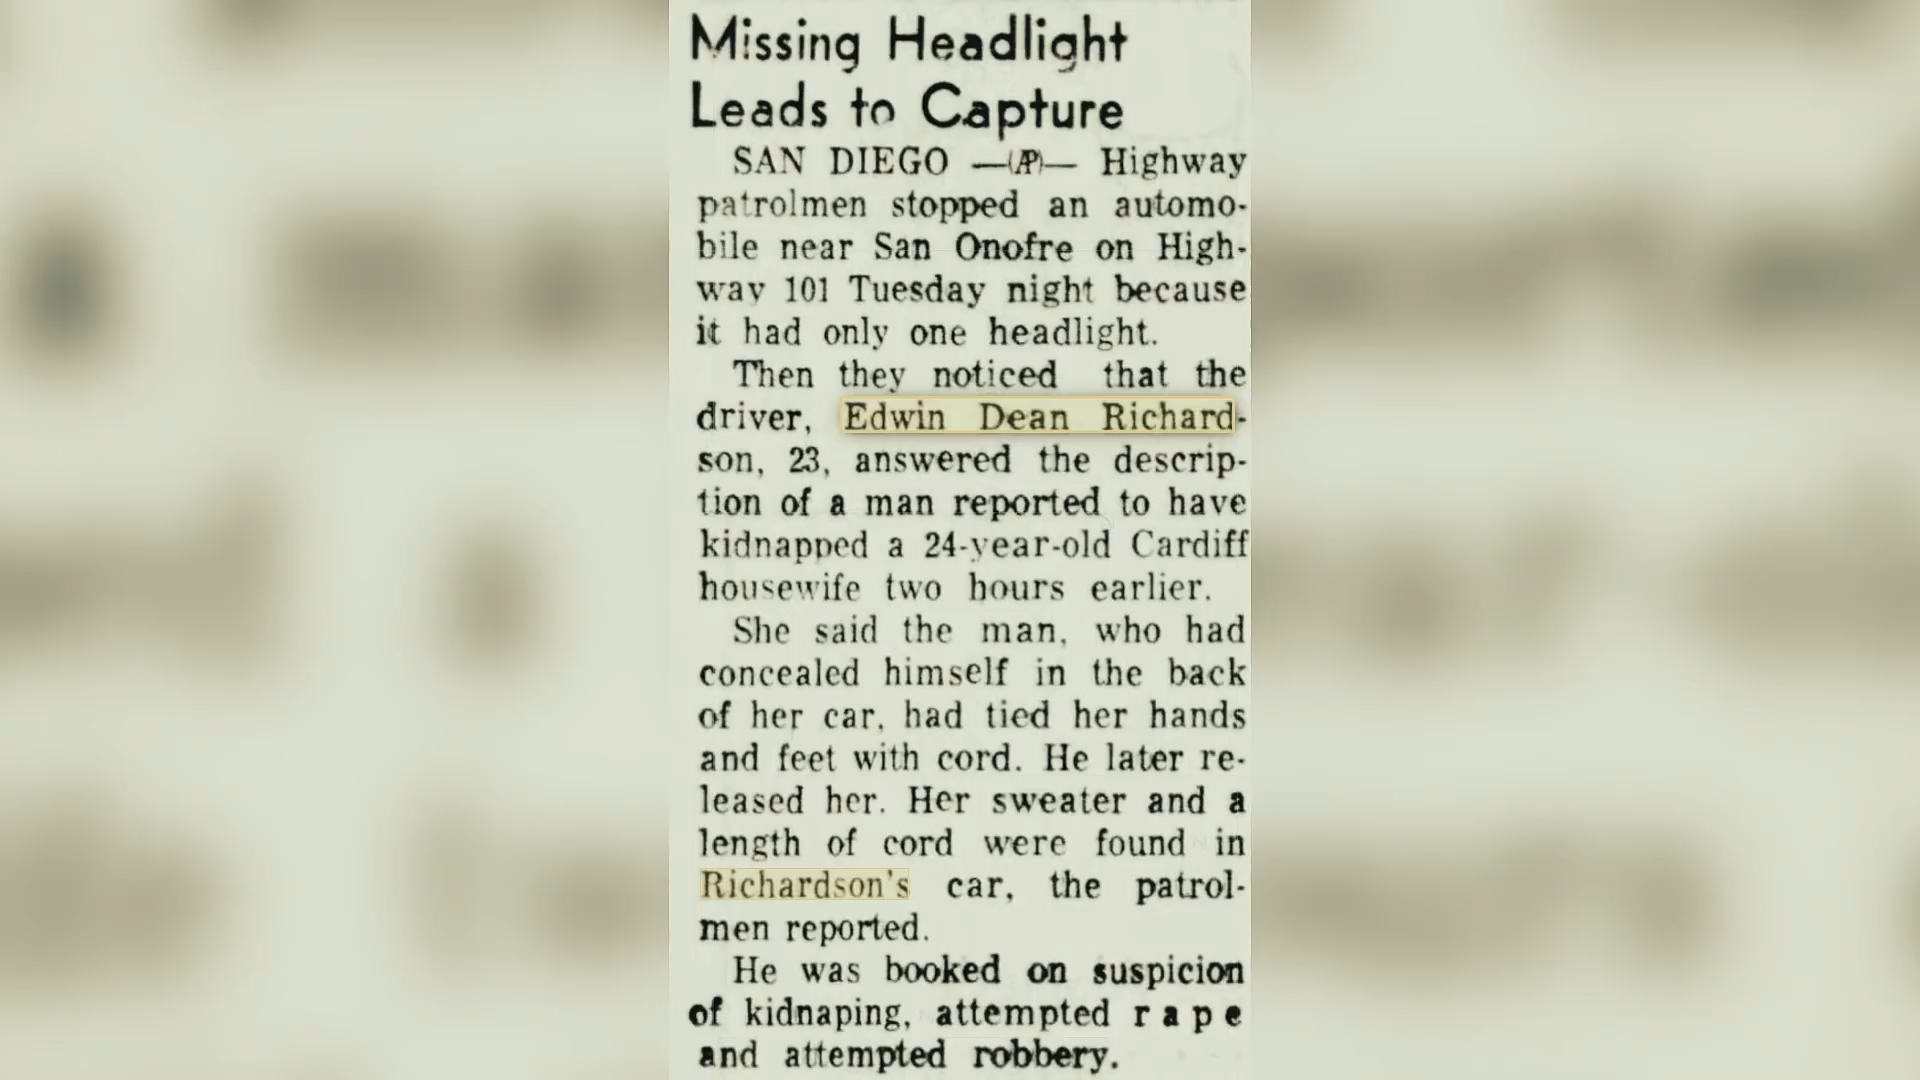 Missing Headlight
Leads to Capture
SAN DIEGO —(AP)— Highway
patrolmen stopped an automo-
bile near San Onofre on High-
way 101 Tuesday night because
it had only one headlight.
Then they noticed that the
driver, Edwin Dean Richard-
son, 23, answered the descrip-
tion of a man reported to have
kidnapped a 24-year-old Cardiff
housewife two hours earlier.
She said the man, who had
concealed himself in the back
of her car, had tied her hands
and feet with cord. He later re-
leased her. Her sweater and a
length of cord were found in
Richardson's car, the patrol-
men reported.
He was booked on suspicion
of kidnaping, attempted rape
and attempted robbery.